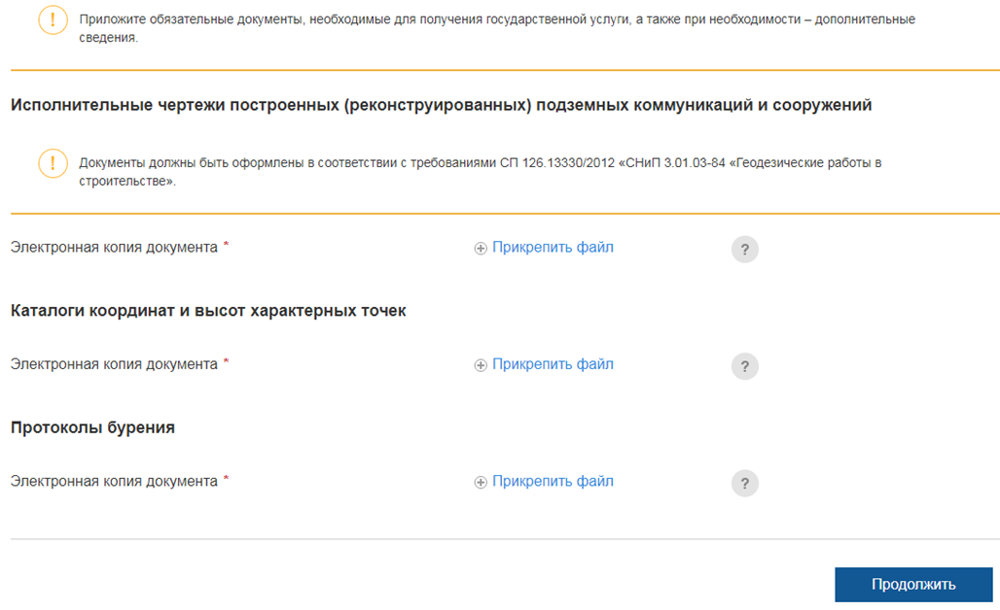 ! Приложите обязательные документы, необходимые для получения государственной услуги, а также при необходимости – дополнительные
сведения.
Исполнительные чертежи построенных (реконструированных) подземных коммуникаций и сооружений
! Документы должны быть оформлены в соответствии с требованиями СП 126.13330/2012 «СНиП 3.01.03-84 «Геодезические работы в
строительстве».
Электронная копия документа * Прикрепить файл ?
Каталоги координат и высот характерных точек
Электронная копия документа * Прикрепить файл ?
Протоколы бурения
Электронная копия документа * Прикрепить файл ?
Продолжить